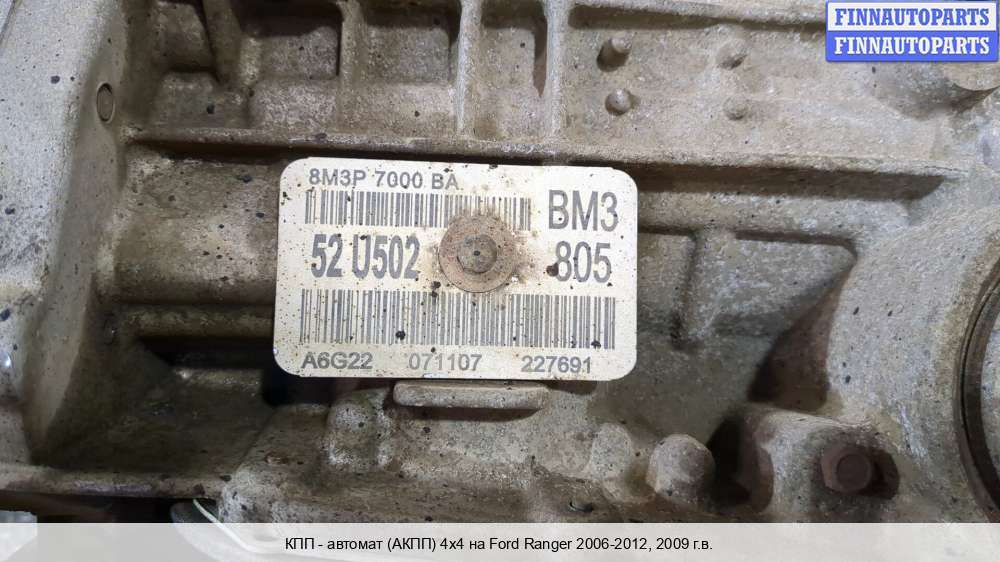 FINNAUTOPARTS
FINNAUTOPARTS
8M3P 7000 BA
BM3
52 U502
805
A6G22 071107 227691
КПП - автомат (АКПП) 4x4 на Ford Ranger 2006-2012, 2009 г.в.